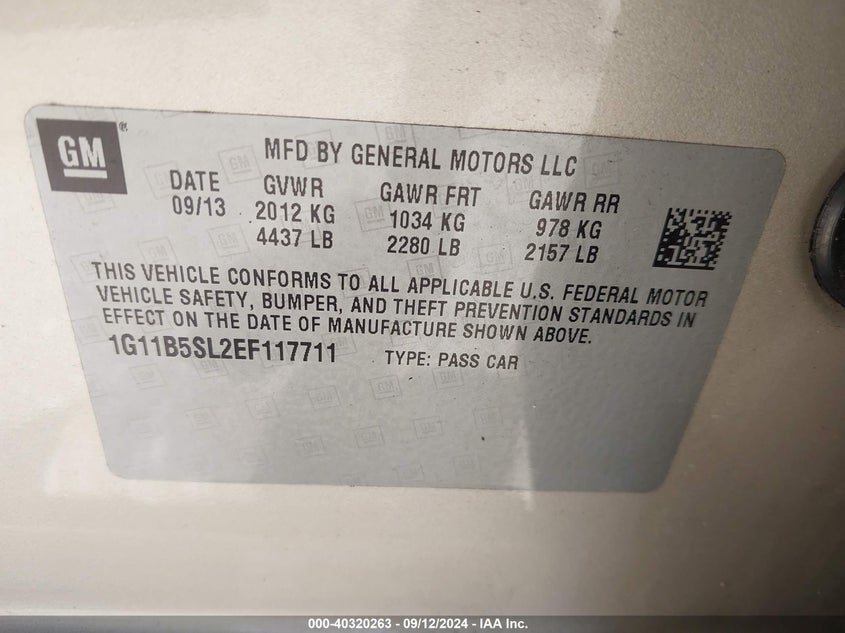 GM
MFD BY GENERAL MOTORS LLC
DATE GVWR GAWR FRT GAWR RR
09/13 2012 KG 1034 KG 978 KG
4437 LB 2280 LB 2157 LB
THIS VEHICLE CONFORMS TO ALL APPLICABLE U.S. FEDERAL MOTOR
VEHICLE SAFETY, BUMPER, AND THEFT PREVENTION STANDARDS IN
EFFECT ON THE DATE OF MANUFACTURE SHOWN ABOVE.
1G11B5SL2EF117711 TYPE: PASS CAR
000-40320263 - 09/12/2024 - IAA Inc.